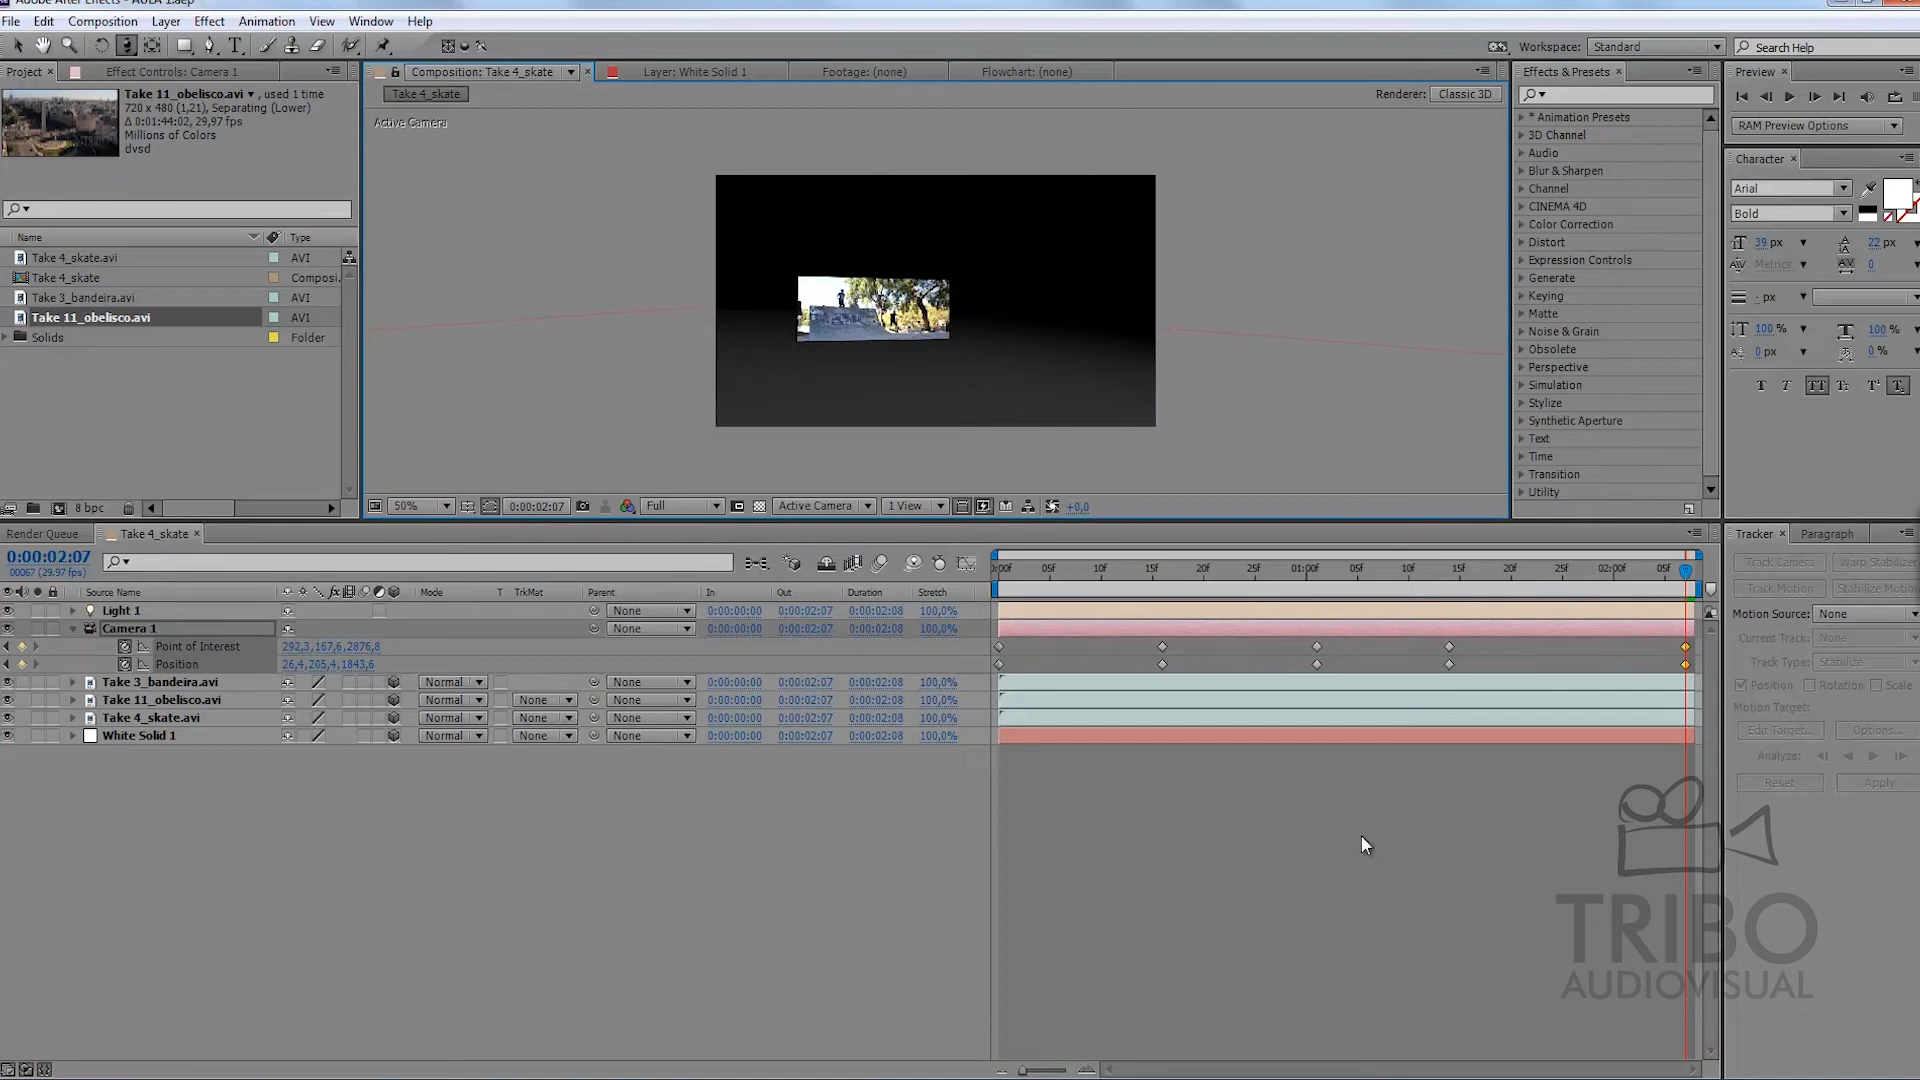 Adobe After Effects - AULA 1.aep
File Edit Composition Layer Effect Animation View Window Help
Workspace: Standard
Search Help
Project
Effect Controls: Camera 1
Composition: Take 4_skate
Layer: White Solid 1
Footage: (none)
Flowchart: (none)
Effects & Presets
Preview
Take 11_obelisco.avi , used 1 time
720 x 480 (1,21), Separating (Lower)
Δ 0:01:44:02, 29,97 fps
Millions of Colors
dvsd
Take 4_skate
Renderer: Classic 3D
Active Camera
RAM Preview Options
Character
Arial
Bold
39 px
22 px
Metrics
0
- px
100 %
100 %
0 px
0 %
* Animation Presets
3D Channel
Audio
Blur & Sharpen
Channel
CINEMA 4D
Color Correction
Distort
Expression Controls
Generate
Keying
Matte
Noise & Grain
Obsolete
Perspective
Simulation
Stylize
Synthetic Aperture
Text
Time
Transition
Utility
Name Type
Take 4_skate.avi AVI
Take 4_skate Composi.
Take 3_bandeira.avi AVI
Take 11_obelisco.avi AVI
Solids Folder
8 bpc
50% 0:00:02:07 Full Active Camera 1 View +0,0
Render Queue
Take 4_skate
Tracker
Paragraph
0:00:02:07
00067 (29.97 fps)
0:00F 05F 10F 15F 01:00F 05F 10F 15F 02:00F 05F
Source Name fx Mode T TrkMat Parent In Out Duration Stretch
Light 1 None 0:00:00:00 0:00:02:07 0:00:02:08 100,0%
Camera 1 None 0:00:00:00 0:00:02:07 0:00:02:08 100,0%
Point of Interest 292,3,167,6,2876,8
Position 26,4,205,4,1843,6
Take 3_bandeira.avi Normal None 0:00:00:00 0:00:02:07 0:00:02:08 100,0%
Take 11_obelisco.avi Normal None None 0:00:00:00 0:00:02:07 0:00:02:08 100,0%
Take 4_skate.avi Normal None None 0:00:00:00 0:00:02:07 0:00:02:08 100,0%
White Solid 1 Normal None None 0:00:00:00 0:00:02:07 0:00:02:08 100,0%
Track Camera Warp Stabilizer
Track Motion Stabilize Motion
Motion Source: None
Current Track: None
Track Type: Stabilize
Position Rotation Scale
Motion Target:
Edit Target... Options...
Analyze:
Reset Apply
TRIBO
AUDIOVISUAL